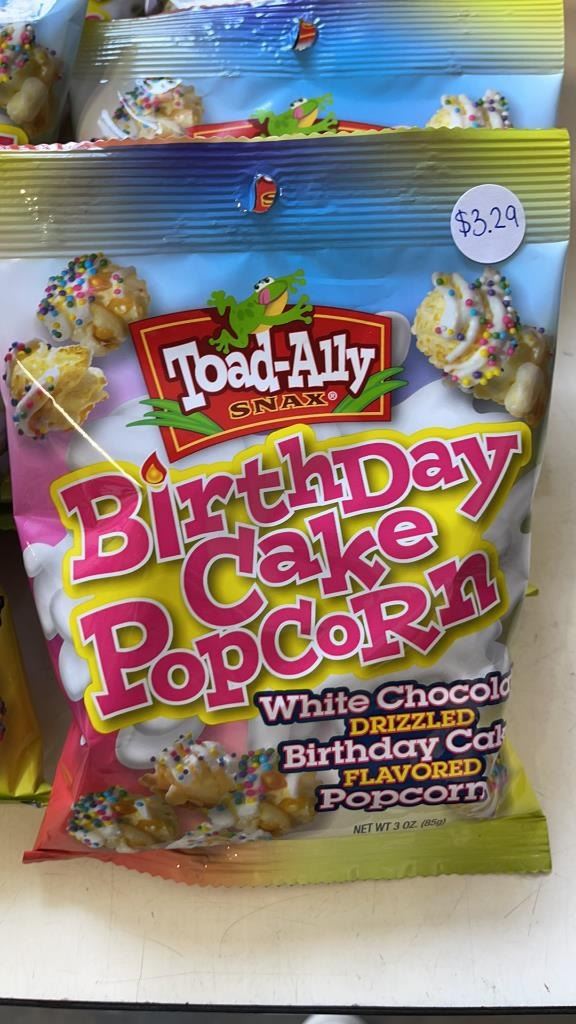 $3.29
Toad-Ally
SNAX®
BirthDay
Cake
PopCoRn
White Chocola
DRIZZLED
Birthday Cak
FLAVORED
Popcorn
NET WT 3 OZ. (85g)